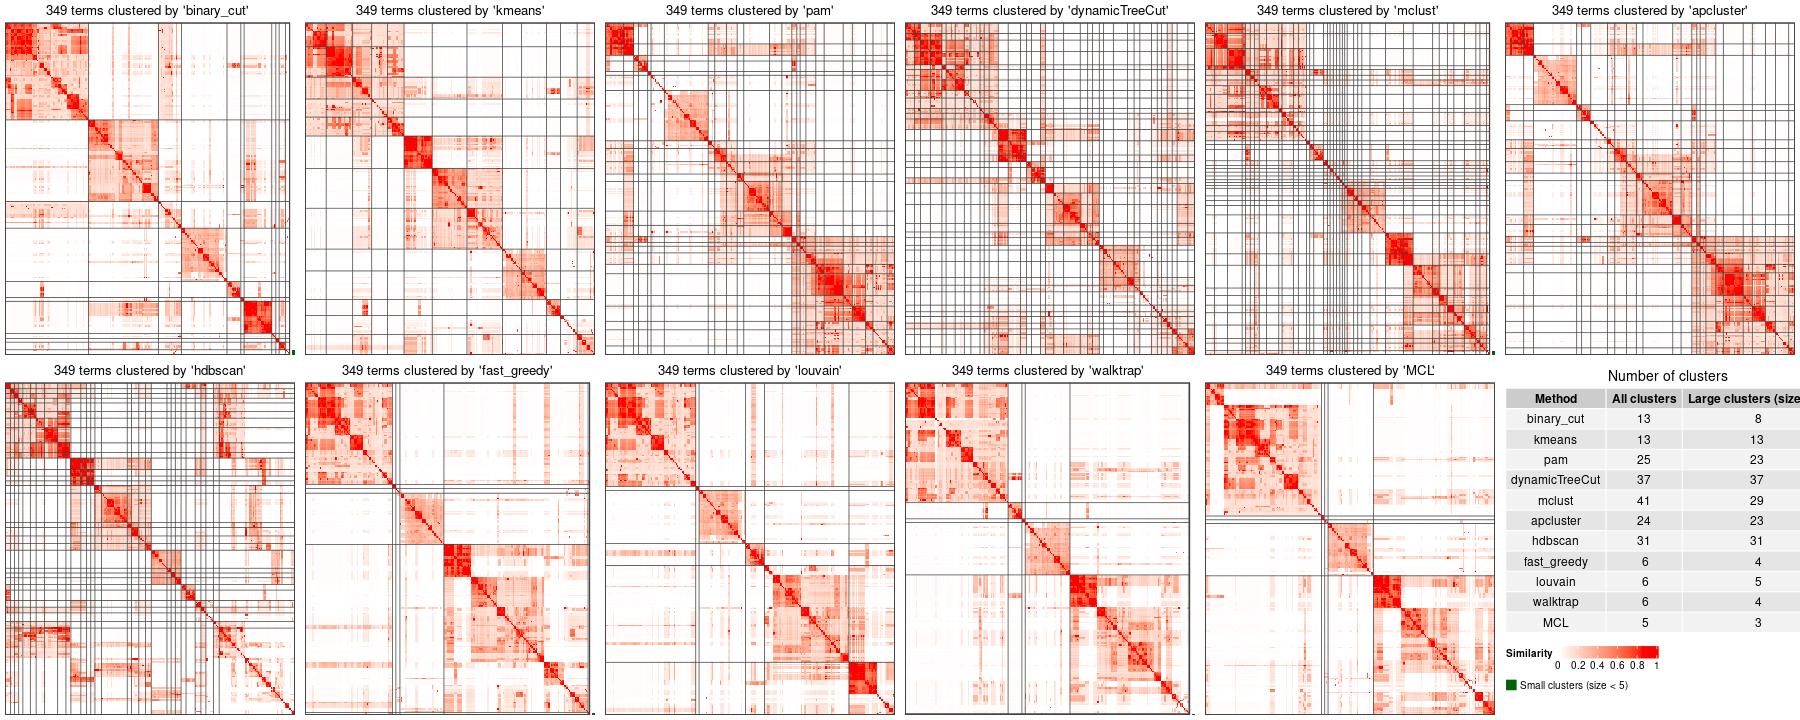 349 terms clustered by 'binary_cut'
349 terms clustered by 'kmeans'
349 terms clustered by 'pam'
349 terms clustered by 'dynamicTreeCut'
349 terms clustered by 'mclust'
349 terms clustered by 'apcluster'
349 terms clustered by 'hdbscan'
349 terms clustered by 'fast_greedy'
349 terms clustered by 'louvain'
349 terms clustered by 'walktrap'
349 terms clustered by 'MCL'
Number of clusters
Method All clusters Large clusters (size
binary_cut 13 8
kmeans 13 13
pam 25 23
dynamicTreeCut 37 37
mclust 41 29
apcluster 24 23
hdbscan 31 31
fast_greedy 6 4
louvain 6 5
walktrap 6 4
MCL 5 3
Similarity
0 0.2 0.4 0.6 0.8 1
Small clusters (size < 5)